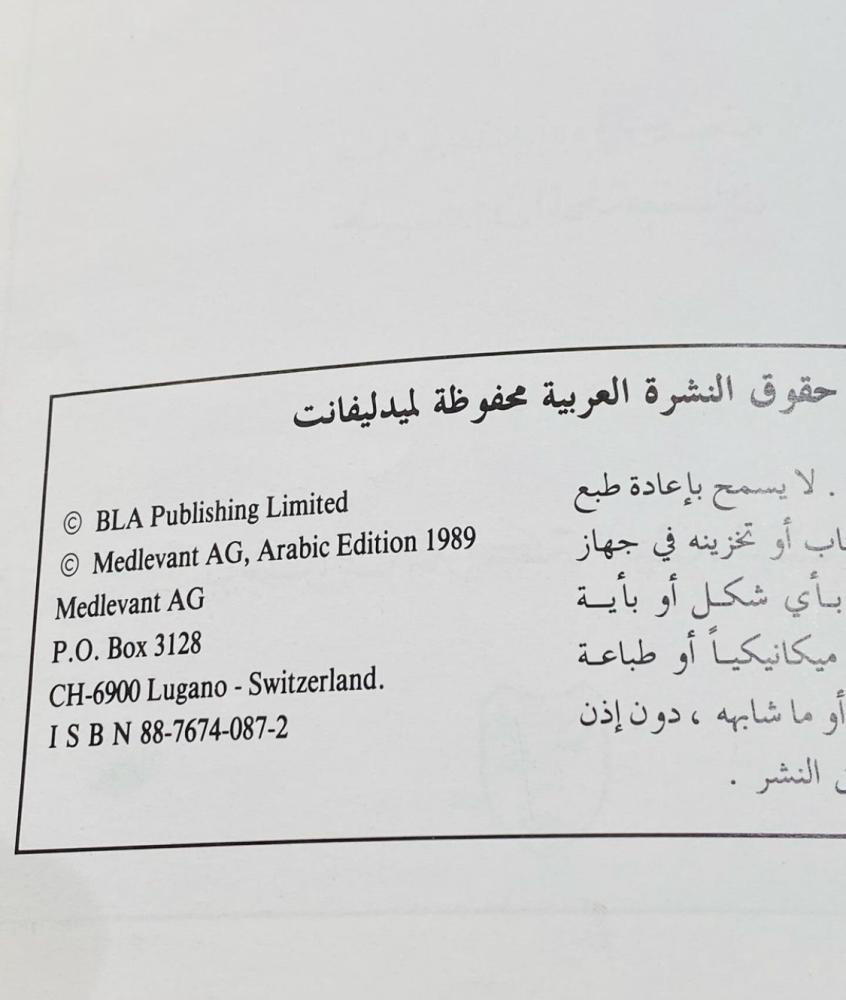 حقوق النشرة العربية محفوظة لميدليفانت
. لا يسمح بإعادة طبع
أو تخزينه في جهاز
بأي شكل أو بأية
ميكانيكياً أو طباعة
أو ما شابهه ، دون إذن
النشر .
© BLA Publishing Limited
© Medlevant AG, Arabic Edition 1989
Medlevant AG
P.O. Box 3128
CH-6900 Lugano - Switzerland.
I S B N 88-7674-087-2